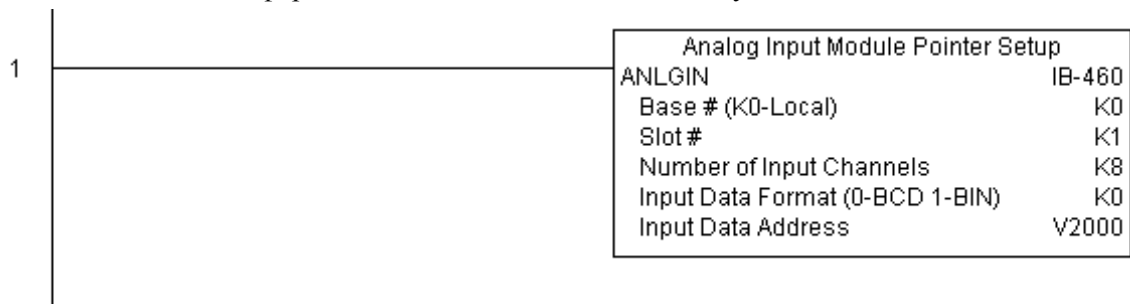 1
Analog Input Module Pointer Setup
ANLGIN IB-460
Base # (K0-Local) K0
Slot # K1
Number of Input Channels K8
Input Data Format (0-BCD 1-BIN) K0
Input Data Address V2000